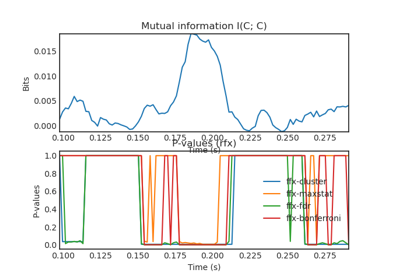 Mutual information I(C; C)
0.015
0.010
0.005
0.000
Bits
0.100 0.125 0.150 0.175 0.200 0.225 0.250 0.275
Time (s)
P-values (rfx)
1.0
0.8
0.6
0.4
0.2
0.0
P-values
ffx-cluster
ffx-maxstat
ffx-fdr
ffx-bonferroni
0.100 0.125 0.150 0.175 0.200 0.225 0.250 0.275
Time (s)